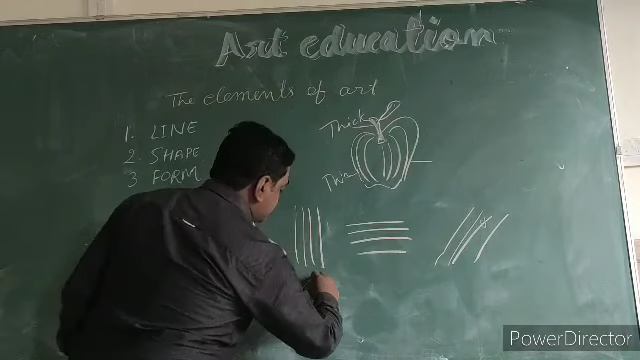 Art education
The elements of art
1. LINE
2. SHAPE
3 FORM
Thick
Thin
PowerDirector